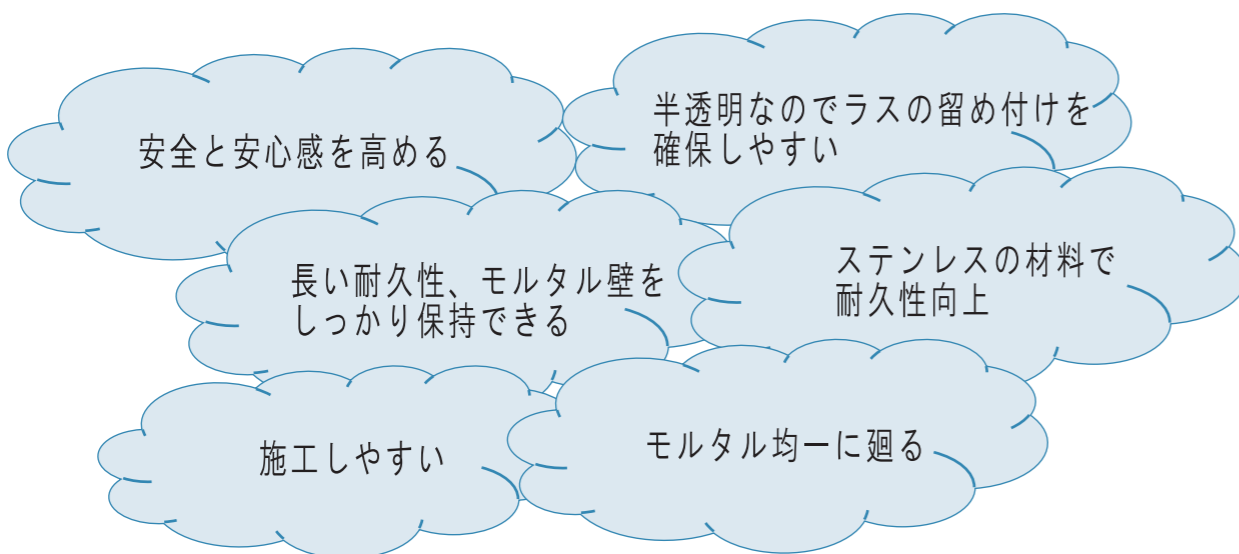 安全と安心感を高める
半透明なのでラスの留め付けを
確保しやすい
長い耐久性、モルタル壁を
しっかり保持できる
ステンレスの材料で
耐久性向上
施工しやすい
モルタル均一に廻る